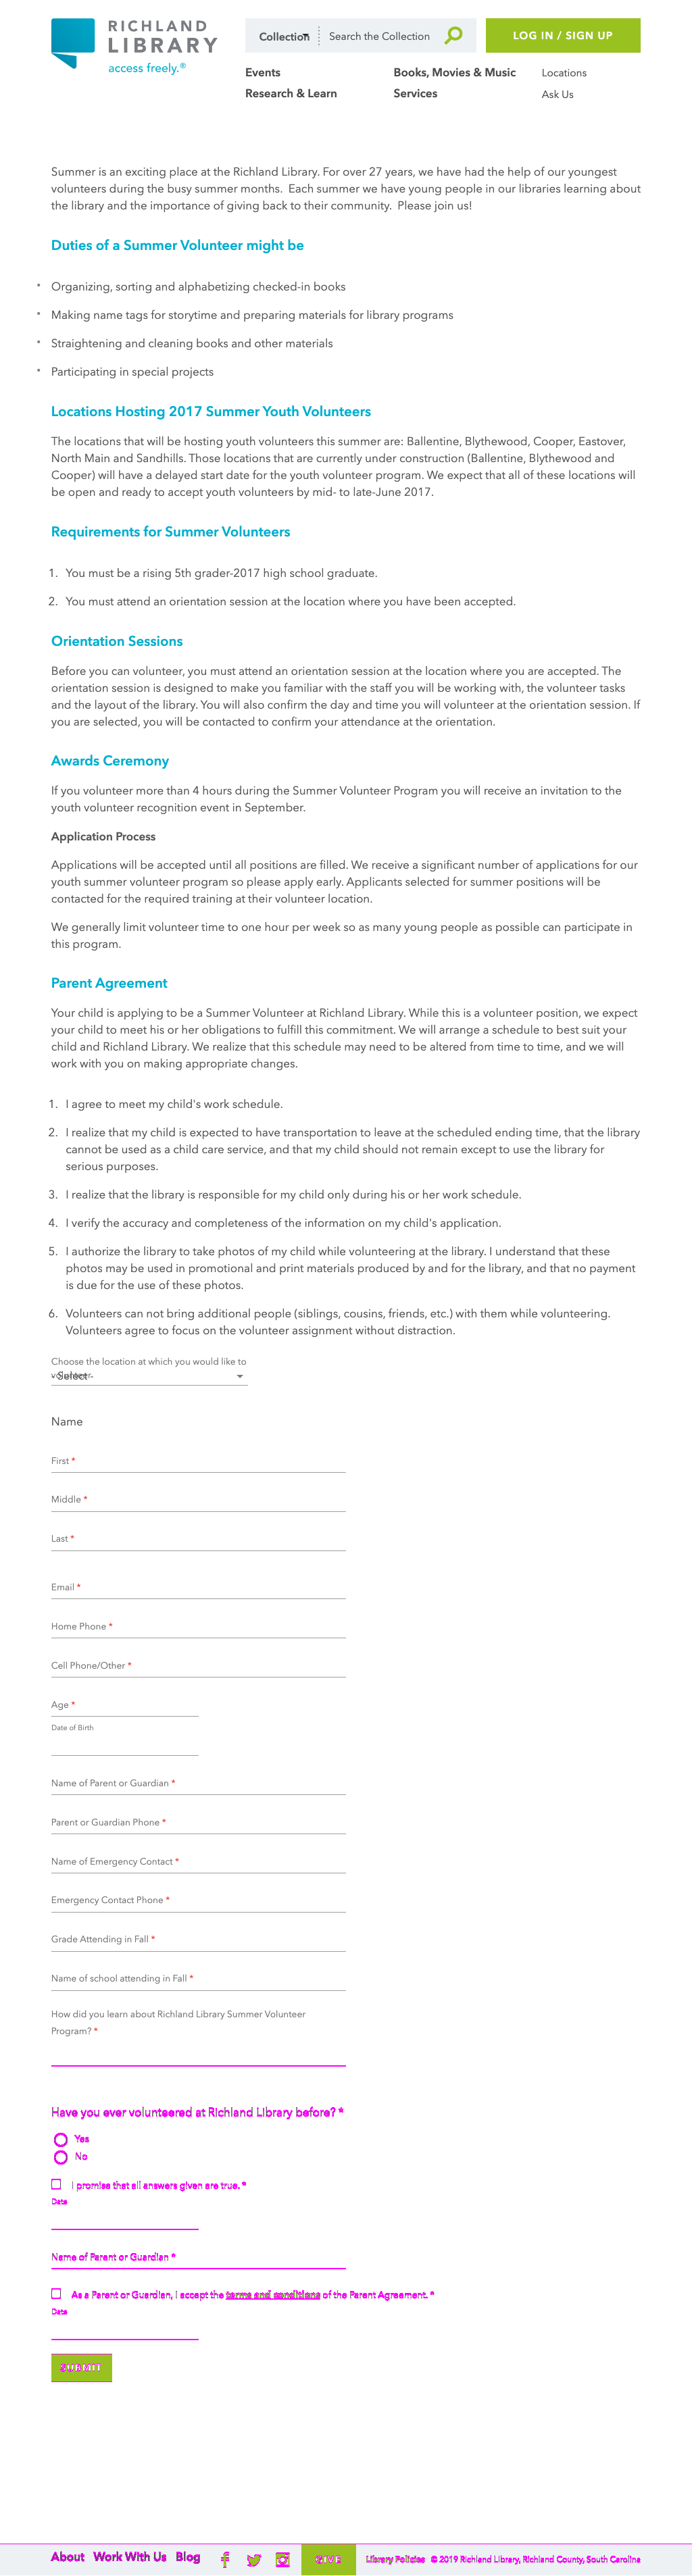 RICHLAND
LIBRARY
access freely.®
Collection
Search the Collection
LOG IN / SIGN UP
Events
Books, Movies & Music
Locations
Research & Learn
Services
Ask Us
Summer is an exciting place at the Richland Library. For over 27 years, we have had the help of our youngest
volunteers during the busy summer months. Each summer we have young people in our libraries learning about
the library and the importance of giving back to their community. Please join us!
Duties of a Summer Volunteer might be
• Organizing, sorting and alphabetizing checked-in books
• Making name tags for storytime and preparing materials for library programs
• Straightening and cleaning books and other materials
• Participating in special projects
Locations Hosting 2017 Summer Youth Volunteers
The locations that will be hosting youth volunteers this summer are: Ballentine, Blythewood, Cooper, Eastover,
North Main and Sandhills. Those locations that are currently under construction (Ballentine, Blythewood and
Cooper) will have a delayed start date for the youth volunteer program. We expect that all of these locations will
be open and ready to accept youth volunteers by mid- to late-June 2017.
Requirements for Summer Volunteers
1. You must be a rising 5th grader-2017 high school graduate.
2. You must attend an orientation session at the location where you have been accepted.
Orientation Sessions
Before you can volunteer, you must attend an orientation session at the location where you are accepted. The
orientation session is designed to make you familiar with the staff you will be working with, the volunteer tasks
and the layout of the library. You will also confirm the day and time you will volunteer at the orientation session. If
you are selected, you will be contacted to confirm your attendance at the orientation.
Awards Ceremony
If you volunteer more than 4 hours during the Summer Volunteer Program you will receive an invitation to the
youth volunteer recognition event in September.
Application Process
Applications will be accepted until all positions are filled. We receive a significant number of applications for our
youth summer volunteer program so please apply early. Applicants selected for summer positions will be
contacted for the required training at their volunteer location.
We generally limit volunteer time to one hour per week so as many young people as possible can participate in
this program.
Parent Agreement
Your child is applying to be a Summer Volunteer at Richland Library. While this is a volunteer position, we expect
your child to meet his or her obligations to fulfill this commitment. We will arrange a schedule to best suit your
child and Richland Library. We realize that this schedule may need to be altered from time to time, and we will
work with you on making appropriate changes.
1. I agree to meet my child's work schedule.
2. I realize that my child is expected to have transportation to leave at the scheduled ending time, that the library
cannot be used as a child care service, and that my child should not remain except to use the library for
serious purposes.
3. I realize that the library is responsible for my child only during his or her work schedule.
4. I verify the accuracy and completeness of the information on my child's application.
5. I authorize the library to take photos of my child while volunteering at the library. I understand that these
photos may be used in promotional and print materials produced by and for the library, and that no payment
is due for the use of these photos.
6. Volunteers can not bring additional people (siblings, cousins, friends, etc.) with them while volunteering.
Volunteers agree to focus on the volunteer assignment without distraction.
Choose the location at which you would like to
volunteer
- Select -
Name
First *
Middle *
Last *
Email *
Home Phone *
Cell Phone/Other *
Age *
Date of Birth
Name of Parent or Guardian *
Parent or Guardian Phone *
Name of Emergency Contact *
Emergency Contact Phone *
Grade Attending in Fall *
Name of school attending in Fall *
How did you learn about Richland Library Summer Volunteer
Program? *
Have you ever volunteered at Richland Library before? *
Yes
No
I promise that all answers given are true. *
Date
Name of Parent or Guardian *
As a Parent or Guardian, I accept the terms and conditions of the Parent Agreement. *
Date
SUBMIT
About Work With Us Blog
GIVE
Library Policies © 2019 Richland Library, Richland County, South Carolina